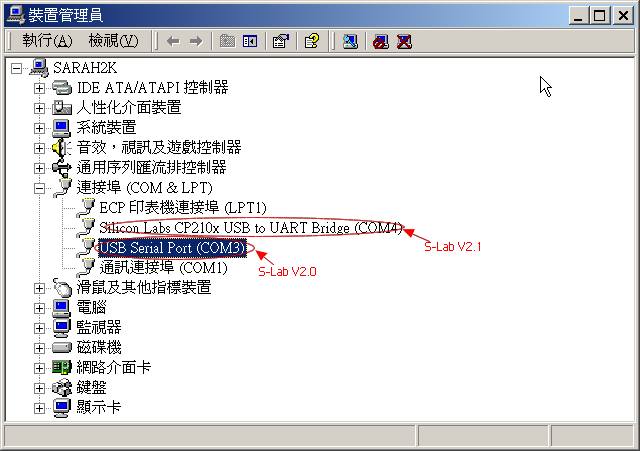 裝置管理員
執行(A) 檢視(V)
SARAH2K
IDE ATA/ATAPI 控制器
人性化介面裝置
系統裝置
音效，視訊及遊戲控制器
通用序列匯流排控制器
連接埠 (COM & LPT)
ECP 印表機連接埠 (LPT1)
Silicon Labs CP210x USB to UART Bridge (COM4)
S-Lab V2.1
USB Serial Port (COM3)
S-Lab V2.0
通訊連接埠 (COM1)
滑鼠及其他指標裝置
電腦
監視器
磁碟機
網路介面卡
鍵盤
顯示卡